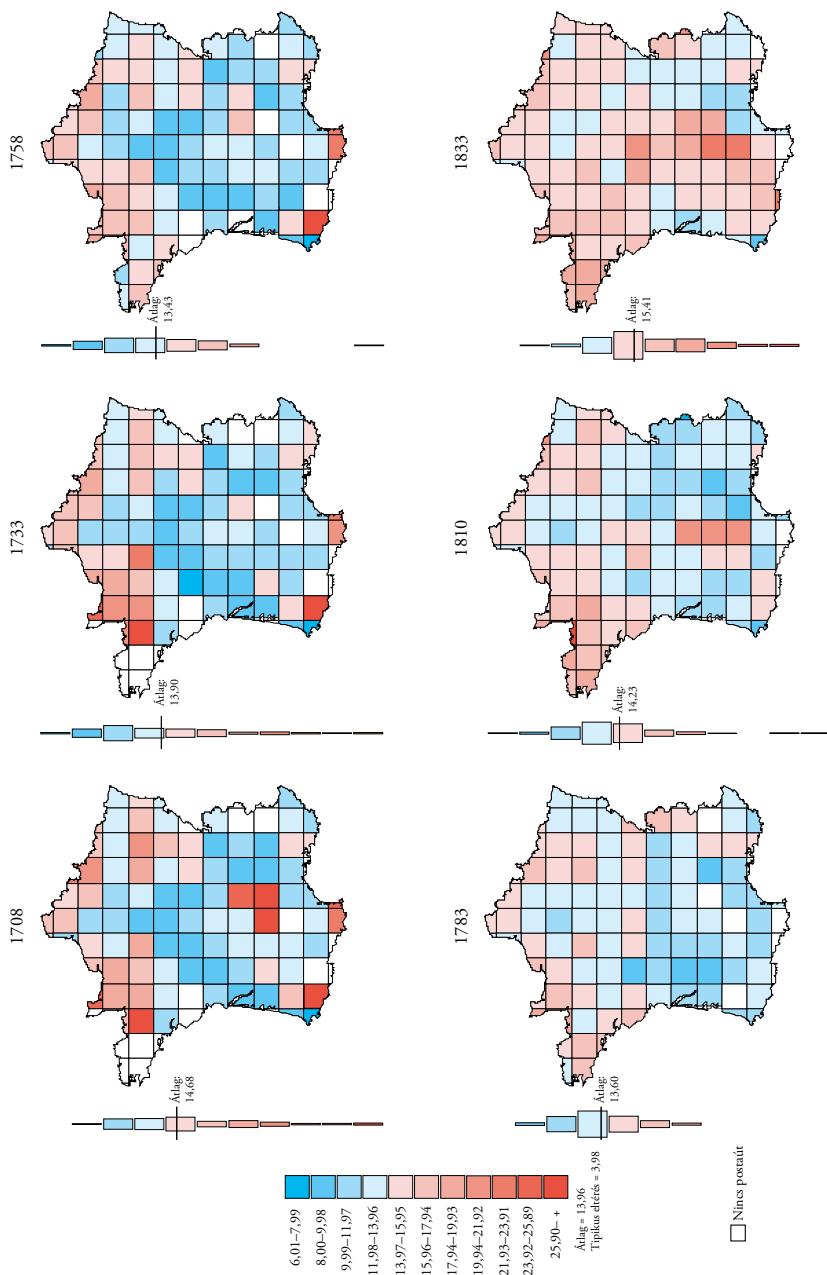 1708
1733
1758
Átlag:
14,68
Átlag:
13,90
Átlag:
13,43
1783
1810
1833
Átlag:
13,60
Átlag:
14,23
Átlag:
15,41
6,01–7,99
8,00–9,98
9,99–11,97
11,98–13,96
13,97–15,95
15,96–17,94
17,94–19,93
19,94–21,92
21,93–23,91
23,92–25,89
25,90– +
Átlag = 13,96
Tipikus eltérés = 3,98
Nincs postaút